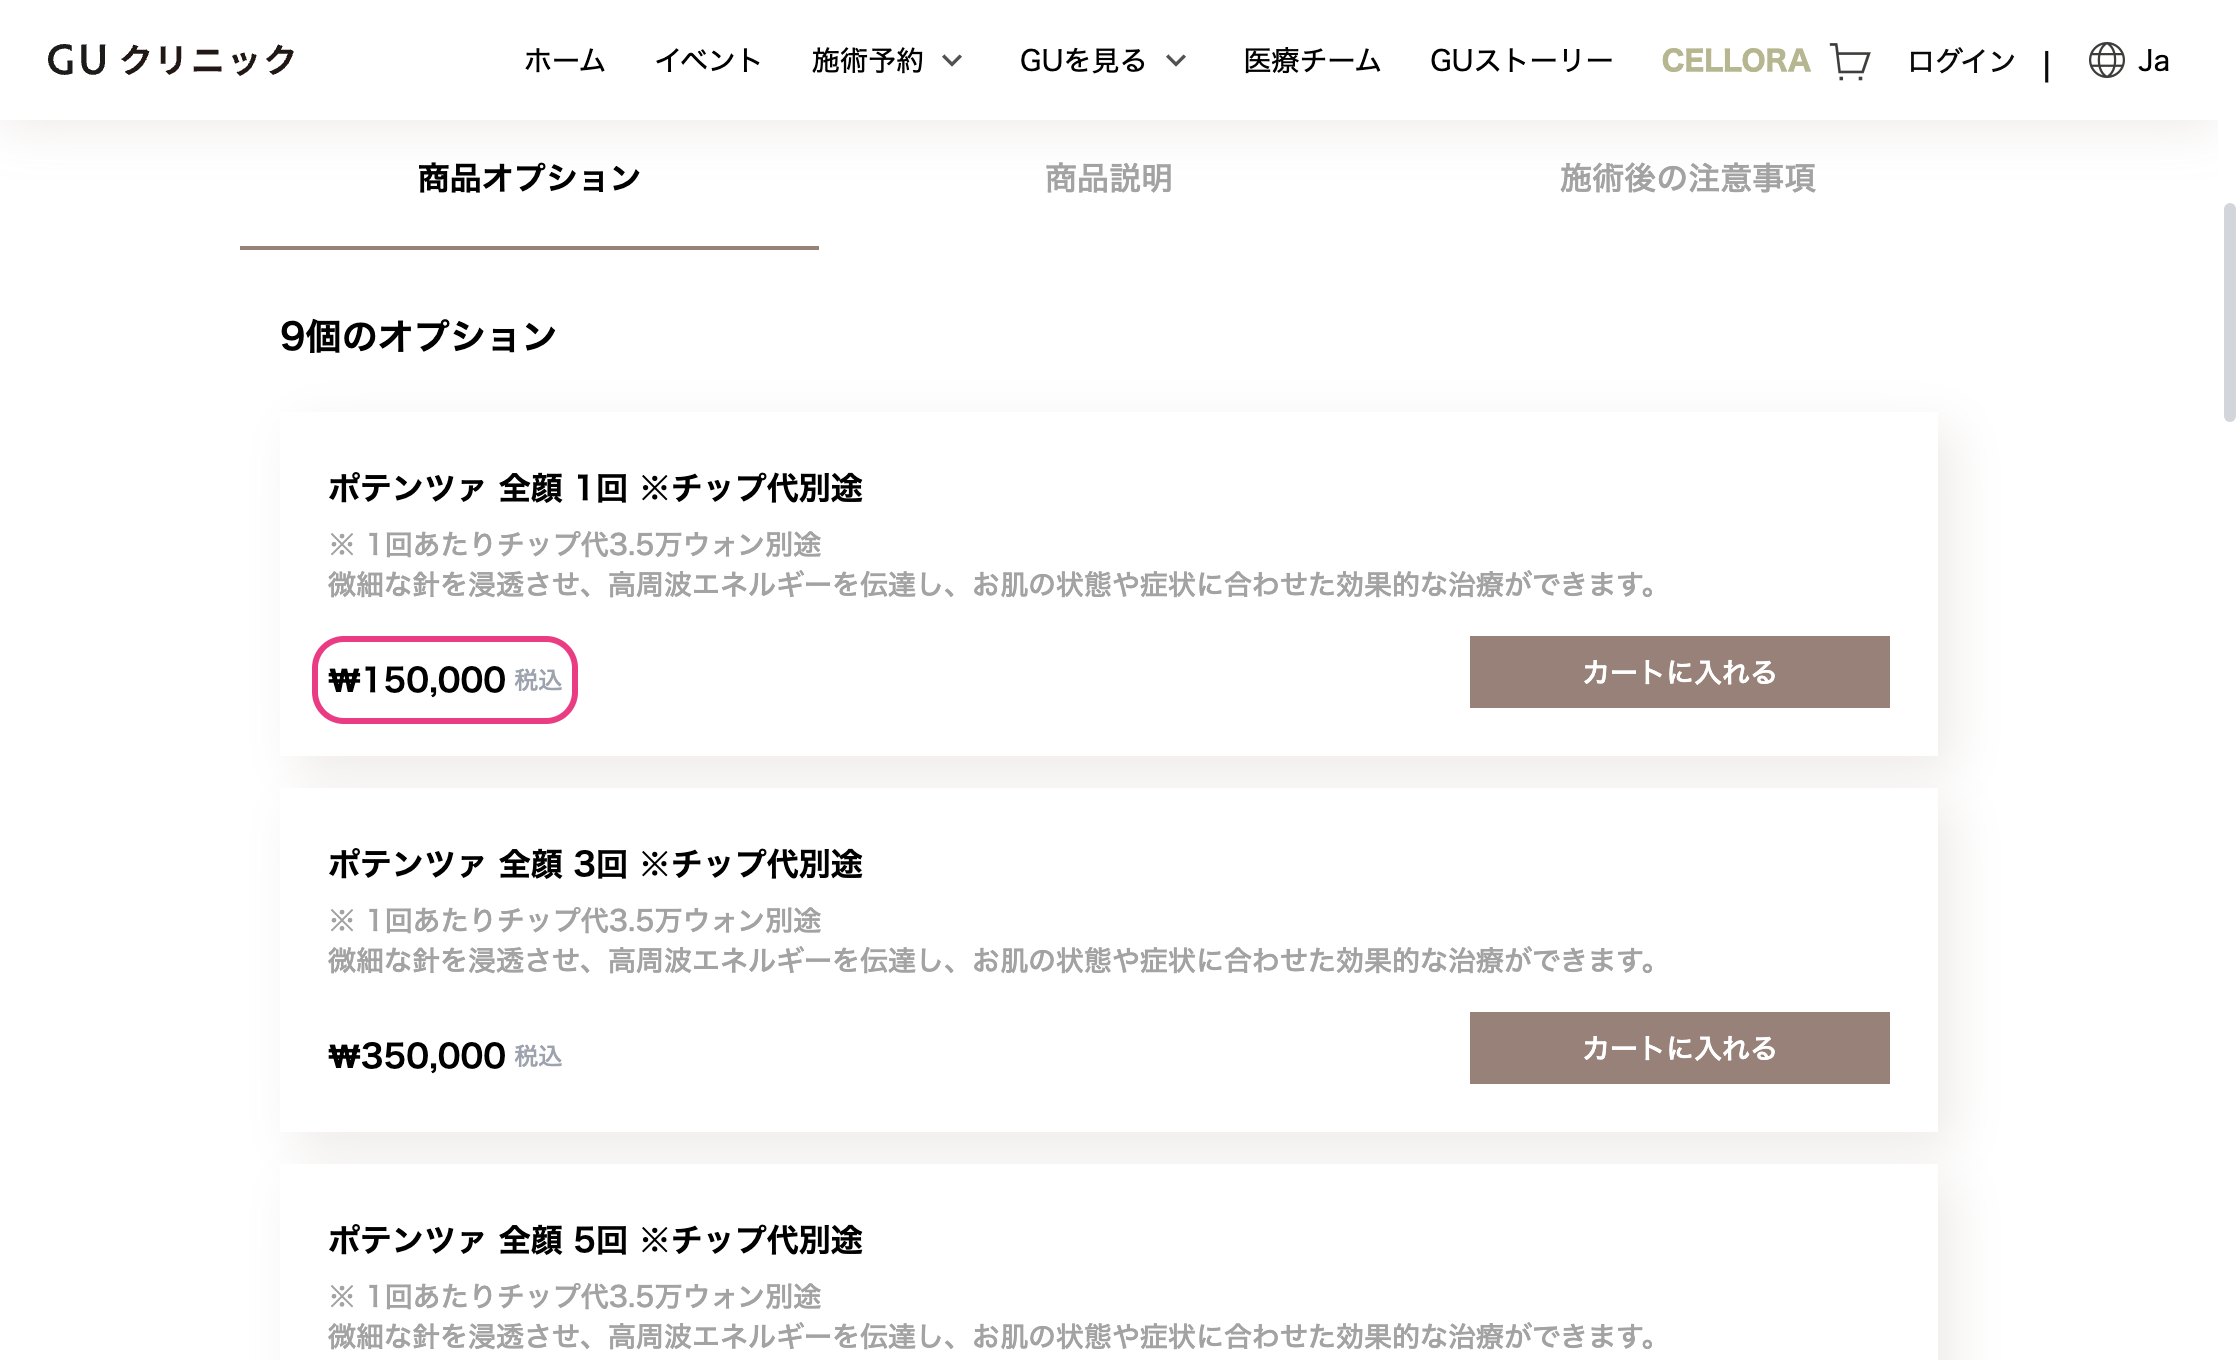 GU クリニック
ホーム イベント 施術予約 GUを見る 医療チーム GUストーリー CELLORA ログイン | Ja
商品オプション 商品説明 施術後の注意事項
9個のオプション
ポテンツァ 全顔 1回 ※チップ代別途
※ 1回あたりチップ代3.5万ウォン別途
微細な針を浸透させ、高周波エネルギーを伝達し、お肌の状態や症状に合わせた効果的な治療ができます。
₩150,000 税込
カートに入れる
ポテンツァ 全顔 3回 ※チップ代別途
※ 1回あたりチップ代3.5万ウォン別途
微細な針を浸透させ、高周波エネルギーを伝達し、お肌の状態や症状に合わせた効果的な治療ができます。
₩350,000 税込
カートに入れる
ポテンツァ 全顔 5回 ※チップ代別途
※ 1回あたりチップ代3.5万ウォン別途
微細な針を浸透させ、高周波エネルギーを伝達し、お肌の状態や症状に合わせた効果的な治療ができます。